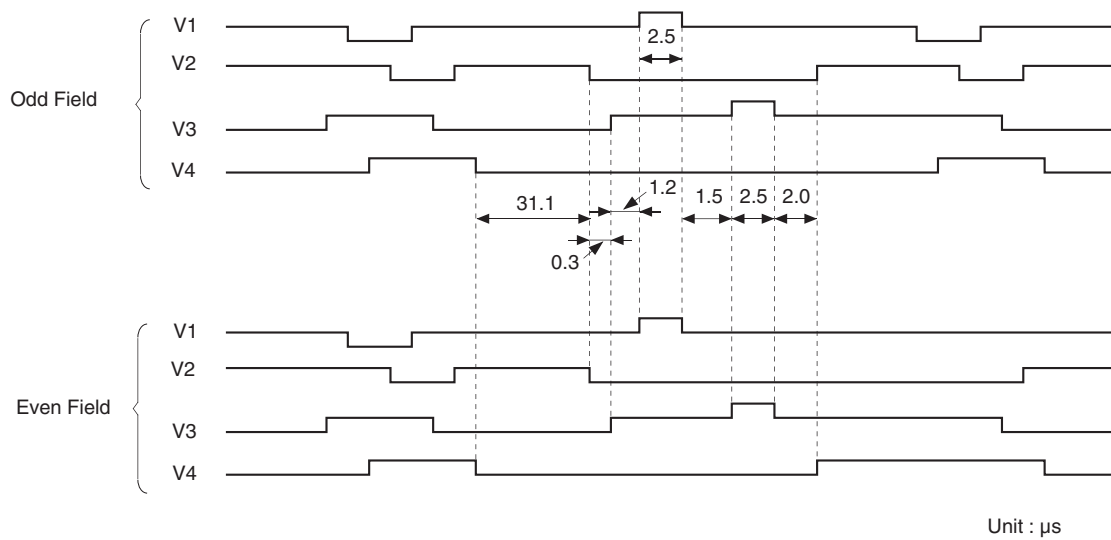 Odd Field
V1
2.5
V2
V3
V4
31.1
1.2
1.5
2.5
2.0
0.3
Even Field
V1
V2
V3
V4
Unit : μs